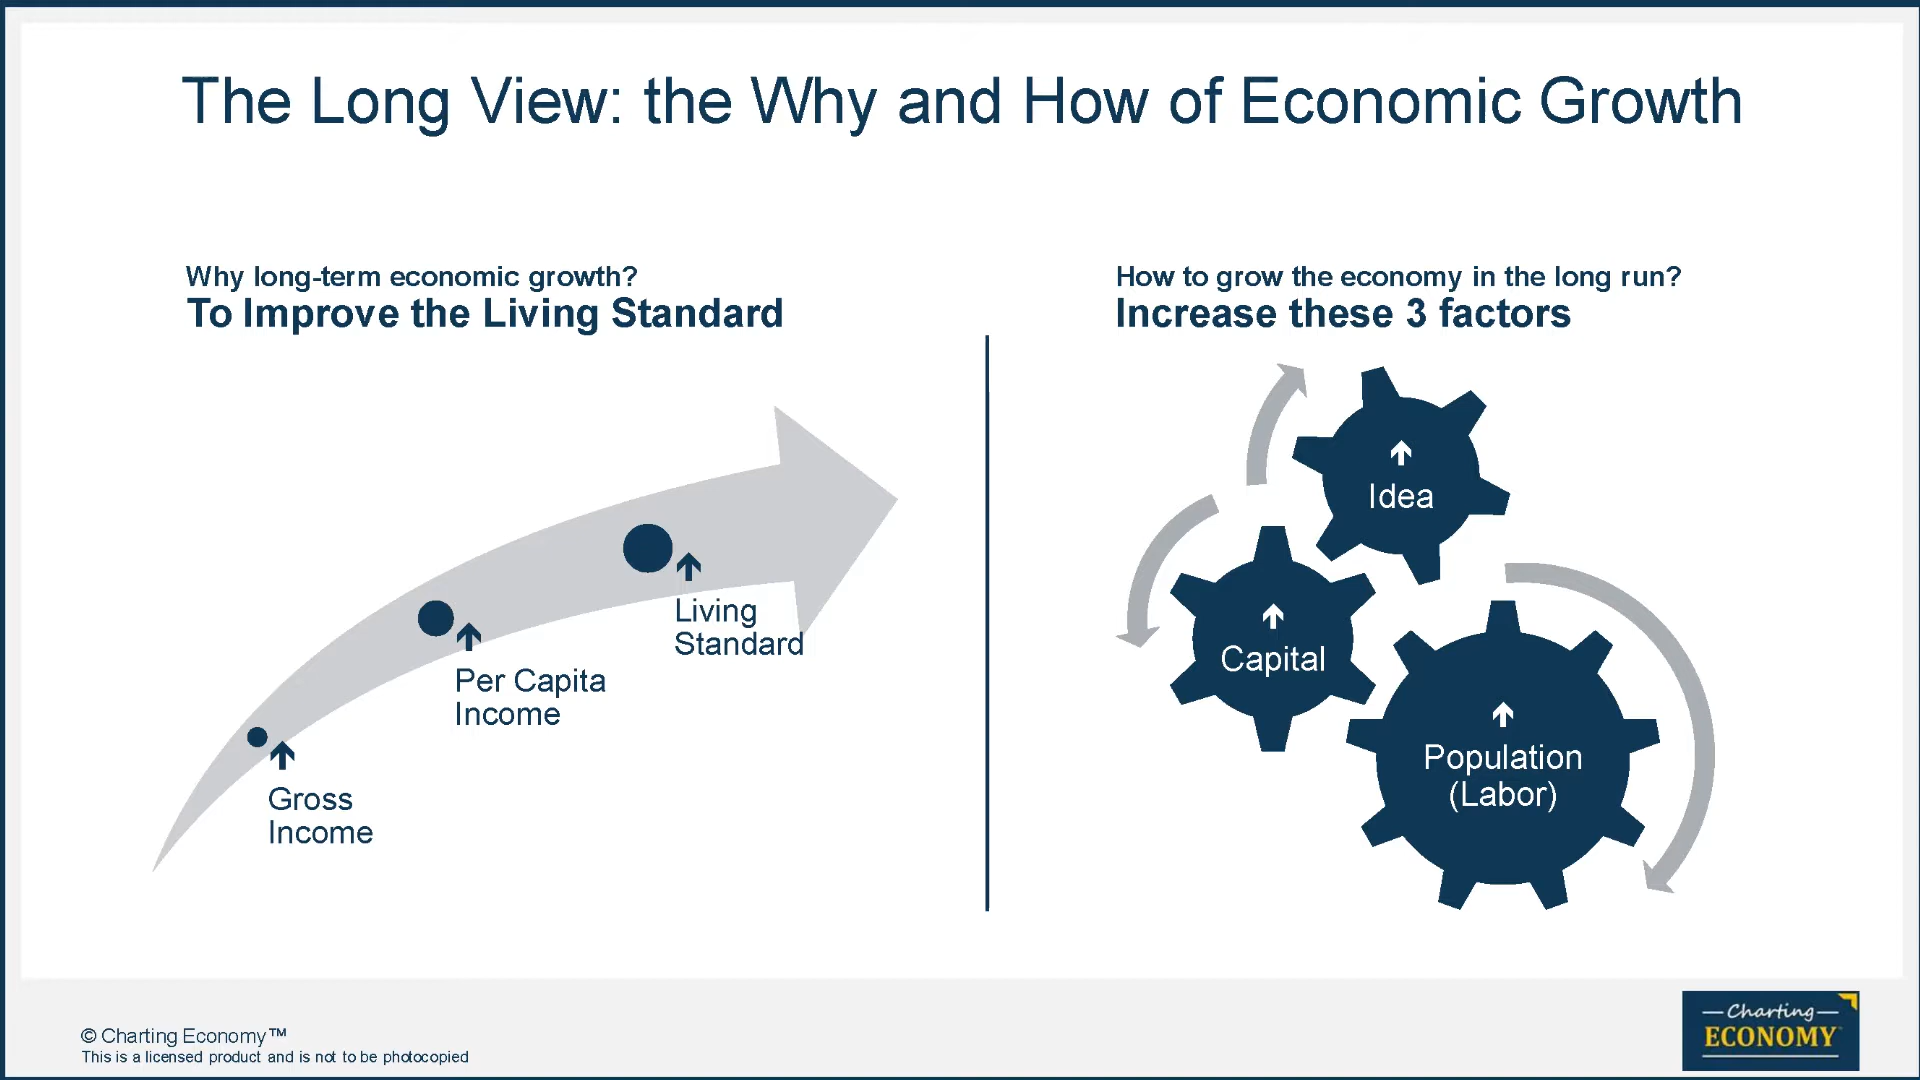 The Long View: the Why and How of Economic Growth
Why long-term economic growth?
To Improve the Living Standard
Gross
Income
Per Capita
Income
Living
Standard
How to grow the economy in the long run?
Increase these 3 factors
Idea
Capital
Population
(Labor)
© Charting Economy™
This is a licensed product and is not to be photocopied
Charting
ECONOMY